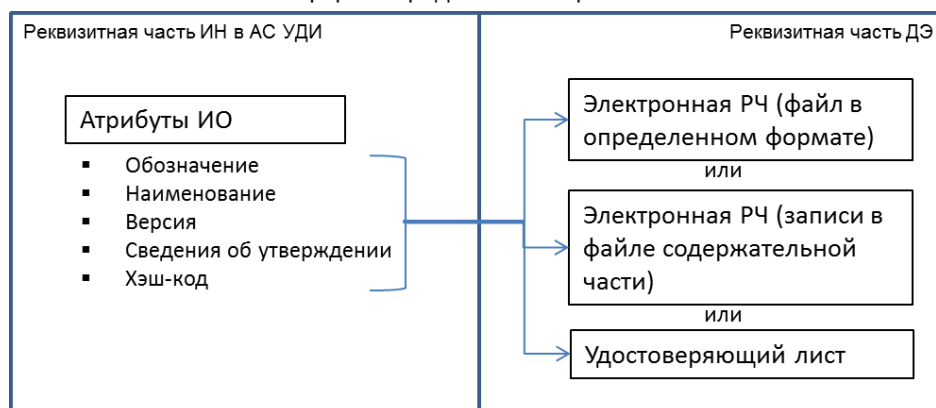 Реквизитная часть ИН в АС УДИ
Атрибуты ИО
▪ Обозначение
▪ Наименование
▪ Версия
▪ Сведения об утверждении
▪ Хэш-код
Реквизитная часть ДЭ
Электронная РЧ (файл в
определенном формате)
или
Электронная РЧ (записи в
файле содержательной
части)
или
Удостоверяющий лист